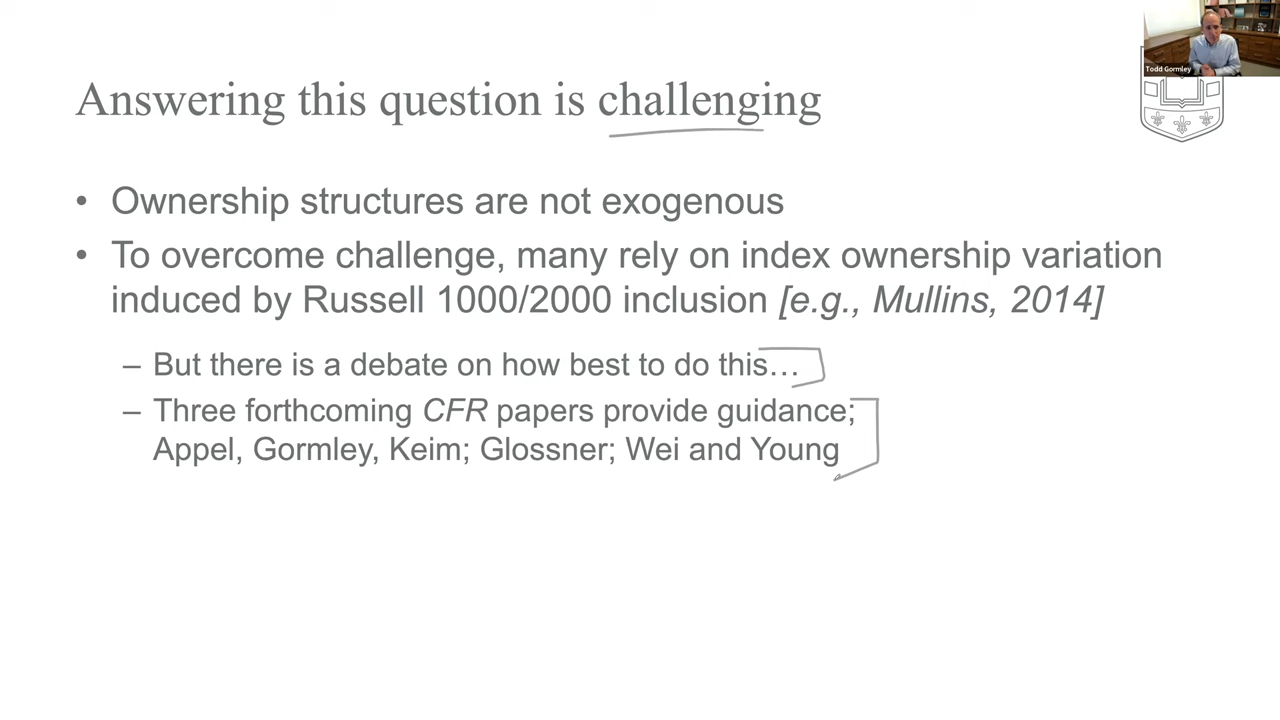 Todd Gormley
Answering this question is challenging
• Ownership structures are not exogenous
• To overcome challenge, many rely on index ownership variation
induced by Russell 1000/2000 inclusion [e.g., Mullins, 2014]
– But there is a debate on how best to do this…
– Three forthcoming CFR papers provide guidance;
Appel, Gormley, Keim; Glossner; Wei and Young